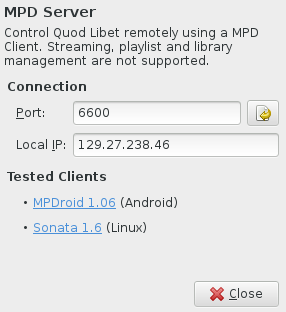 MPD Server
Control Quod Libet remotely using a MPD
Client. Streaming, playlist and library
management are not supported.
Connection
Port: 6600
Local IP: 129.27.238.46
Tested Clients
• MPDroid 1.06 (Android)
• Sonata 1.6 (Linux)
Close